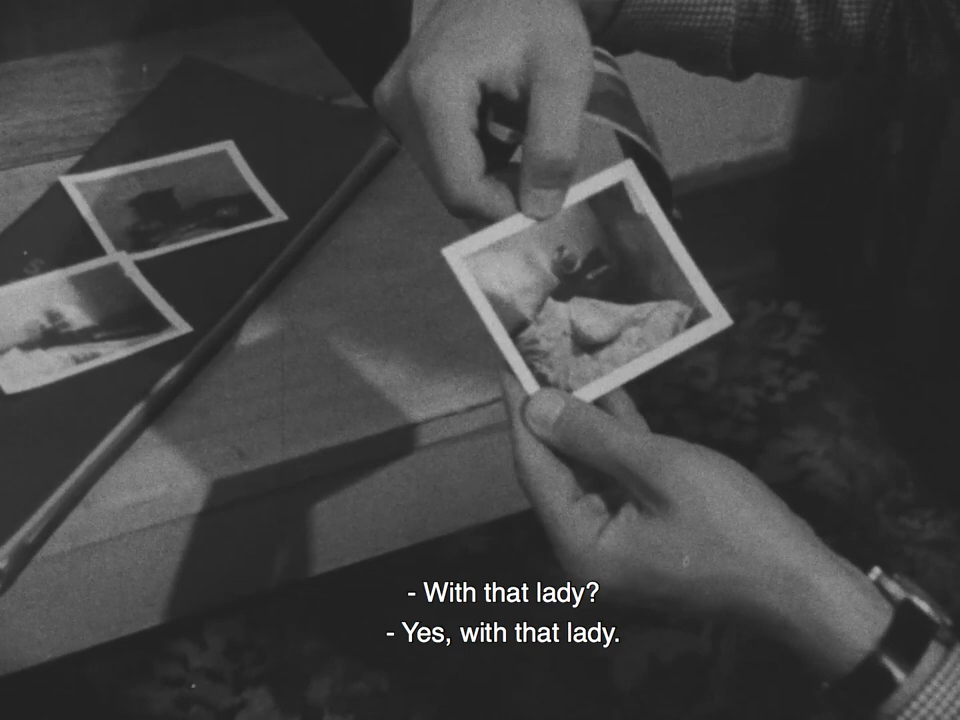 - With that lady?
- Yes, with that lady.